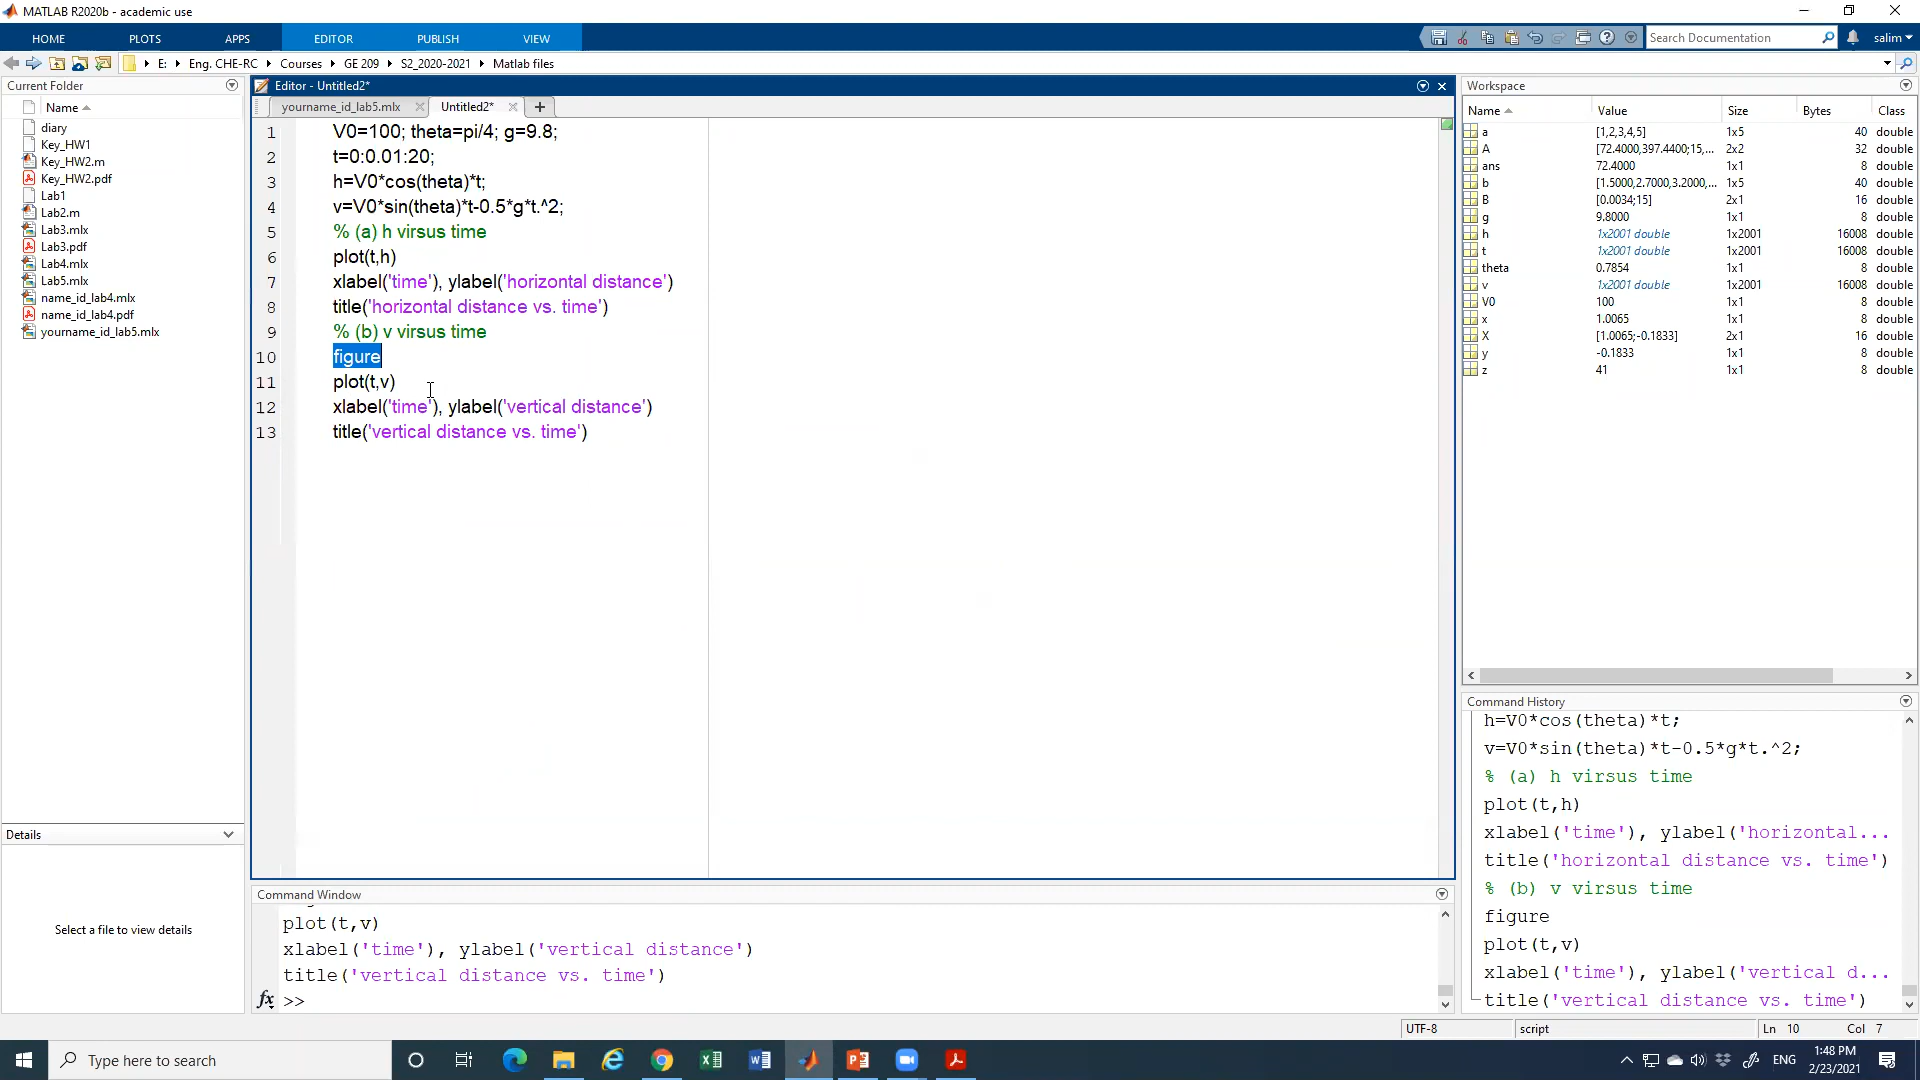 MATLAB R2020b - academic use
HOME PLOTS APPS EDITOR PUBLISH VIEW Search Documentation salim
E: Eng. CHE-RC Courses GE 209 S2_2020-2021 Matlab files
Current Folder
Name
diary
Key_HW1
Key_HW2.m
Key_HW2.pdf
Lab1
Lab2.m
Lab3.mlx
Lab3.pdf
Lab4.mlx
Lab5.mlx
name_id_lab4.mlx
name_id_lab4.pdf
yourname_id_lab5.mlx
Details
Select a file to view details
Editor - Untitled2*
yourname_id_lab5.mlx Untitled2*
1 V0=100; theta=pi/4; g=9.8;
2 t=0:0.01:20;
3 h=V0*cos(theta)*t;
4 v=V0*sin(theta)*t-0.5*g*t.^2;
5 % (a) h virsus time
6 plot(t,h)
7 xlabel('time'), ylabel('horizontal distance')
8 title('horizontal distance vs. time')
9 % (b) v virsus time
10 figure
11 plot(t,v)
12 xlabel('time'), ylabel('vertical distance')
13 title('vertical distance vs. time')
Command Window
plot(t,v)
xlabel('time'), ylabel('vertical distance')
title('vertical distance vs. time')
fx >>
Workspace
Name Value Size Bytes Class
a [1,2,3,4,5] 1x5 40 double
A [72.4000,397.4400;15,... 2x2 32 double
ans 72.4000 1x1 8 double
b [1.5000,2.7000,3.2000,... 1x5 40 double
B [0.0034;15] 2x1 16 double
g 9.8000 1x1 8 double
h 1x2001 double 1x2001 16008 double
t 1x2001 double 1x2001 16008 double
theta 0.7854 1x1 8 double
v 1x2001 double 1x2001 16008 double
V0 100 1x1 8 double
x 1.0065 1x1 8 double
X [1.0065;-0.1833] 2x1 16 double
y -0.1833 1x1 8 double
z 41 1x1 8 double
Command History
h=V0*cos(theta)*t;
v=V0*sin(theta)*t-0.5*g*t.^2;
% (a) h virsus time
plot(t,h)
xlabel('time'), ylabel('horizontal...
title('horizontal distance vs. time')
% (b) v virsus time
figure
plot(t,v)
xlabel('time'), ylabel('vertical d...
title('vertical distance vs. time')
UTF-8 script Ln 10 Col 7
Type here to search
ENG
1:48 PM
2/23/2021